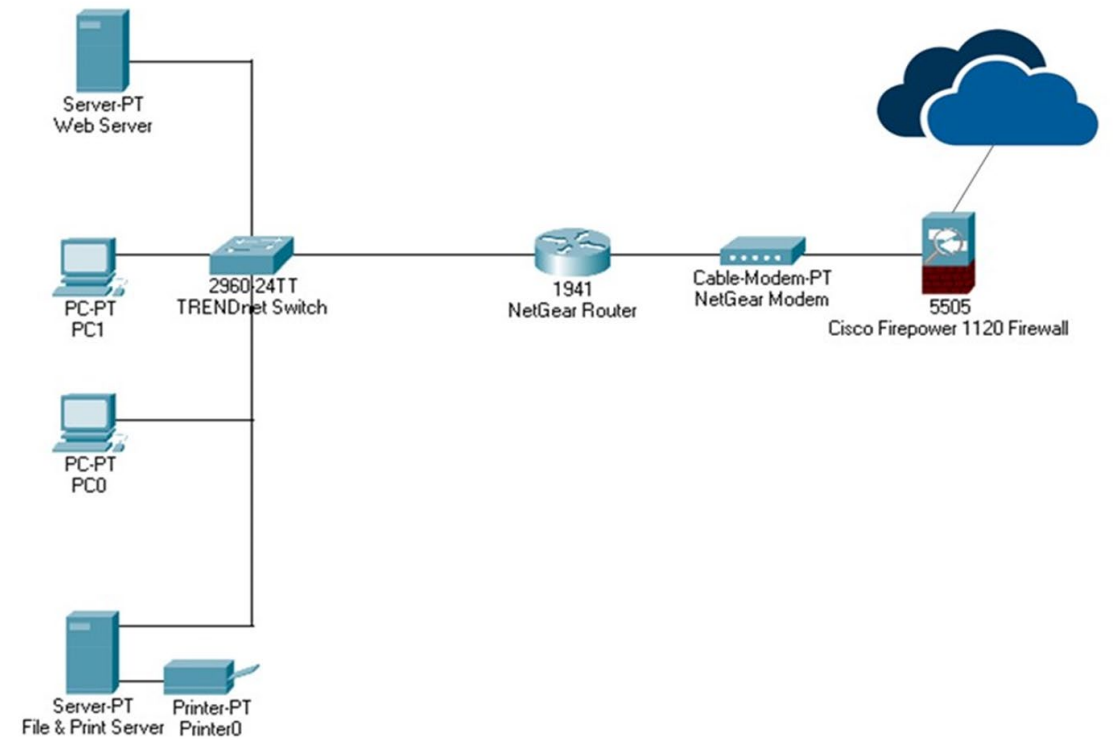 Server-PT
Web Server
PC-PT
PC1
2960-24TT
TRENDnet Switch
1941
NetGear Router
Cable-Modem-PT
NetGear Modem
5505
Cisco Firepower 1120 Firewall
PC-PT
PC0
Server-PT
File & Print Server
Printer-PT
Printer0